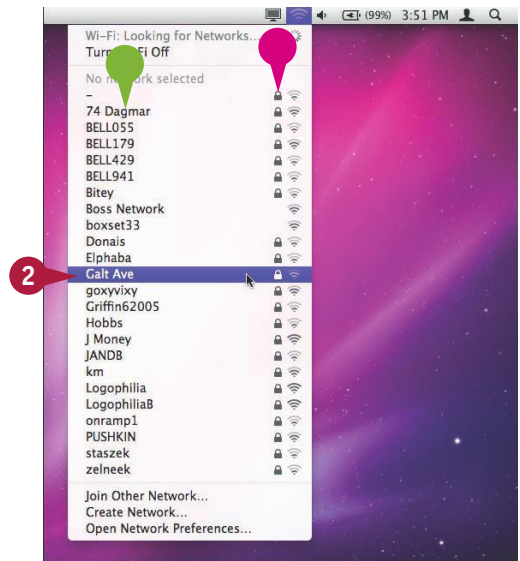 (99%) 3:51 PM
Wi-Fi: Looking for Networks...
Turn Fi Off
No network selected
–
74 Dagmar
BELL055
BELL179
BELL429
BELL941
Bitey
Boss Network
boxset33
Donais
Elphaba
2
Galt Ave
goxyvixy
Griffin62005
Hobbs
J Money
JANDB
km
Logophilia
LogophiliaB
onramp1
PUSHKIN
staszek
zelneek
Join Other Network...
Create Network...
Open Network Preferences...